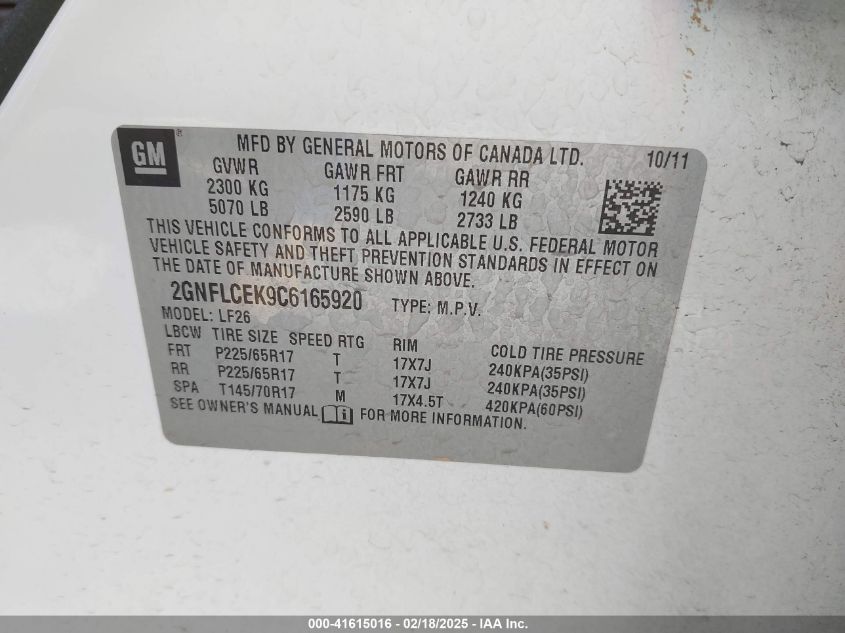 GM ®
MFD BY GENERAL MOTORS OF CANADA LTD. 10/11
GVWR GAWR FRT GAWR RR
2300 KG 1175 KG 1240 KG
5070 LB 2590 LB 2733 LB
THIS VEHICLE CONFORMS TO ALL APPLICABLE U.S. FEDERAL MOTOR
VEHICLE SAFETY AND THEFT PREVENTION STANDARDS IN EFFECT ON
THE DATE OF MANUFACTURE SHOWN ABOVE.
2GNFLCEK9C6165920 TYPE: M.P.V.
MODEL: LF26
LBCW TIRE SIZE SPEED RTG RIM COLD TIRE PRESSURE
FRT P225/65R17 T 17X7J 240KPA(35PSI)
RR P225/65R17 T 17X7J 240KPA(35PSI)
SPA T145/70R17 M 17X4.5T 420KPA(60PSI)
SEE OWNER'S MANUAL i FOR MORE INFORMATION.
000-41615016 - 02/18/2025 - IAA Inc.